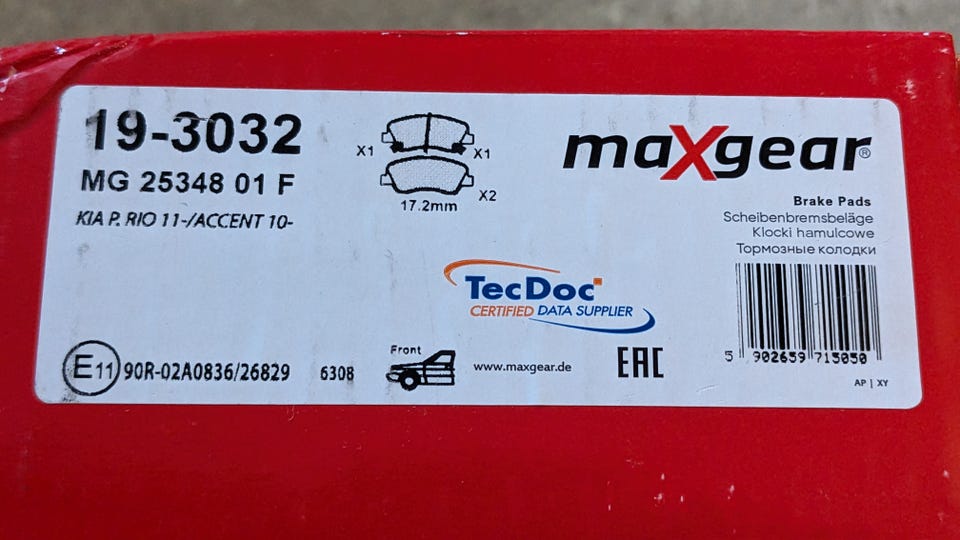 19-3032
MG 25348 01 F
KIA P. RIO 11-/ACCENT 10-
X1
X1
X2
17.2mm
maXgear®
Brake Pads
Scheibenbremsbeläge
Klocki hamulcowe
Тормозные колодки
TecDoc
CERTIFIED DATA SUPPLIER
5 902659 715050
E11 90R-02A0836/26829
6308
Front
www.maxgear.de
EAC
AP | XY